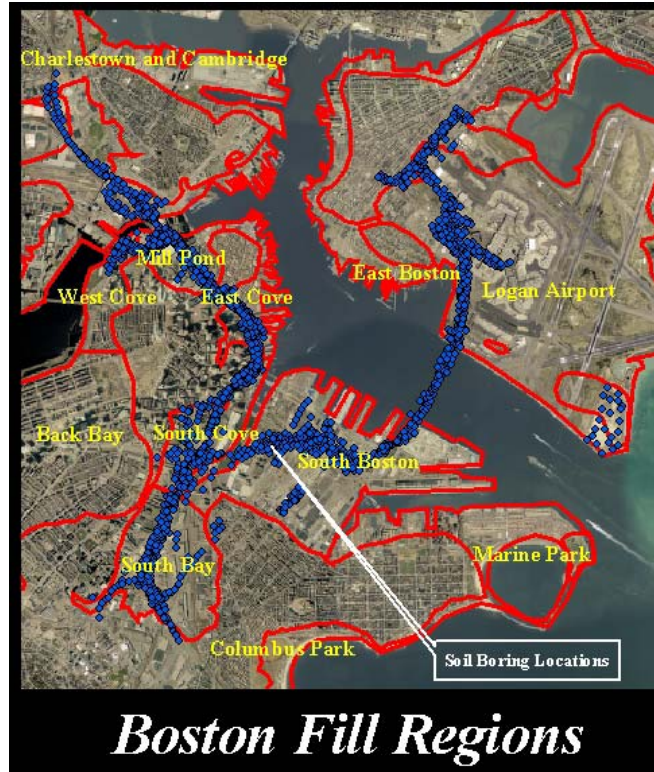 Charlestown and Cambridge
Mill Pond
East Boston
West Cove
East Cove
Logan Airport
Back Bay
South Cove
South Boston
Marine Park
South Bay
Columbus Park
Soil Boring Locations
Boston Fill Regions